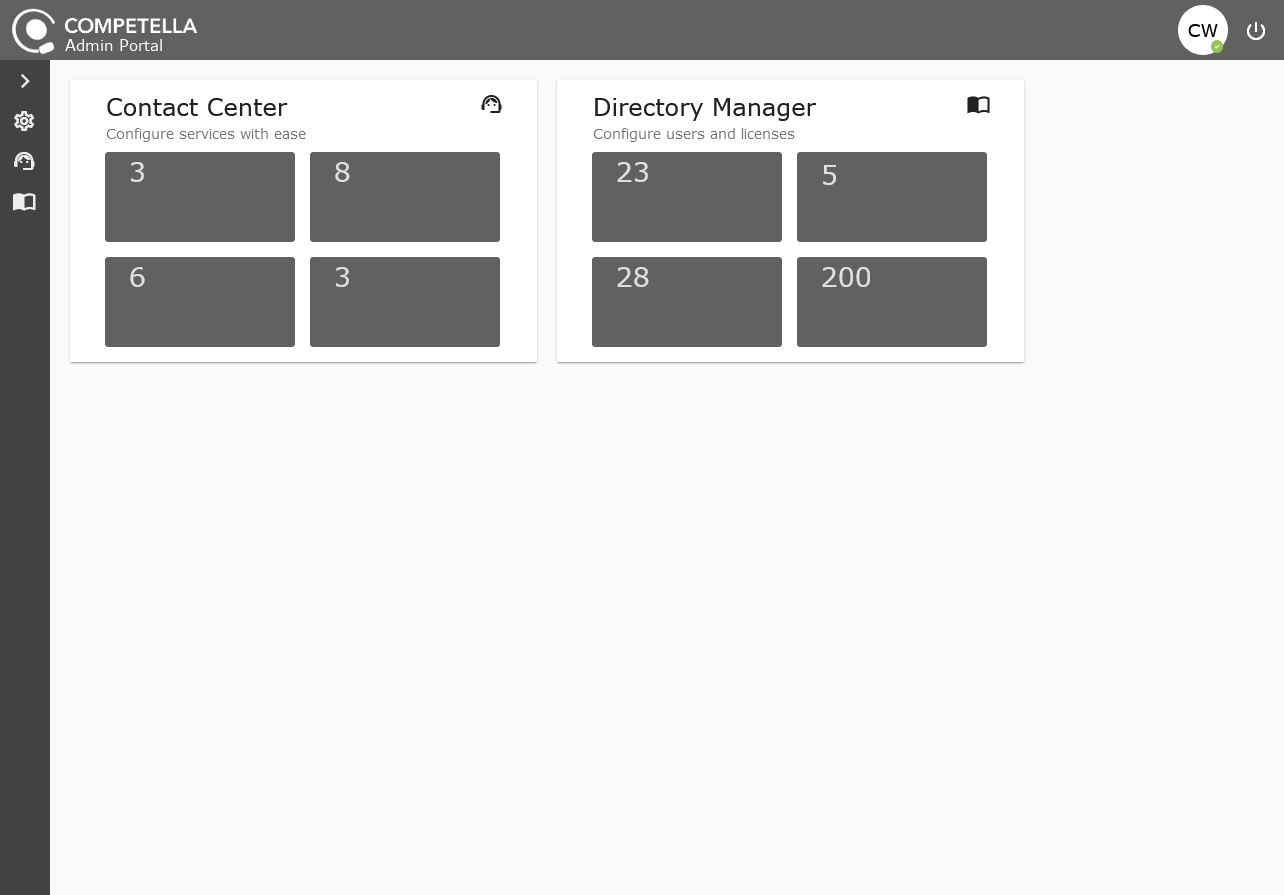 COMPETELLA
Admin Portal
CW
Contact Center
Configure services with ease
3
8
6
3
Directory Manager
Configure users and licenses
23
5
28
200